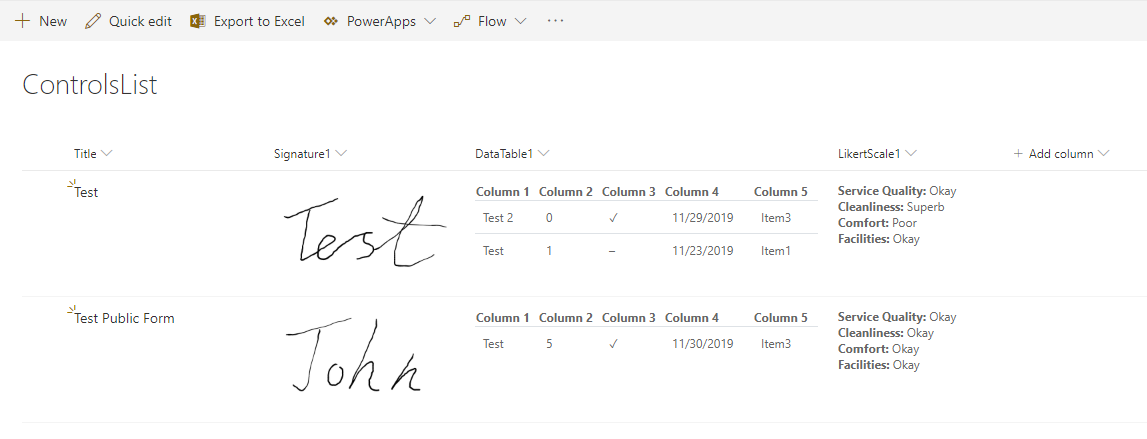 New Quick edit Export to Excel PowerApps Flow ...
ControlsList
Title Signature1 DataTable1 LikertScale1 + Add column
Test
Test
Column 1 Column 2 Column 3 Column 4 Column 5
Test 2 0 ✓ 11/29/2019 Item3
Test 1 – 11/23/2019 Item1
Service Quality: Okay
Cleanliness: Superb
Comfort: Poor
Facilities: Okay
Test Public Form
John
Column 1 Column 2 Column 3 Column 4 Column 5
Test 5 ✓ 11/30/2019 Item3
Service Quality: Okay
Cleanliness: Okay
Comfort: Okay
Facilities: Okay